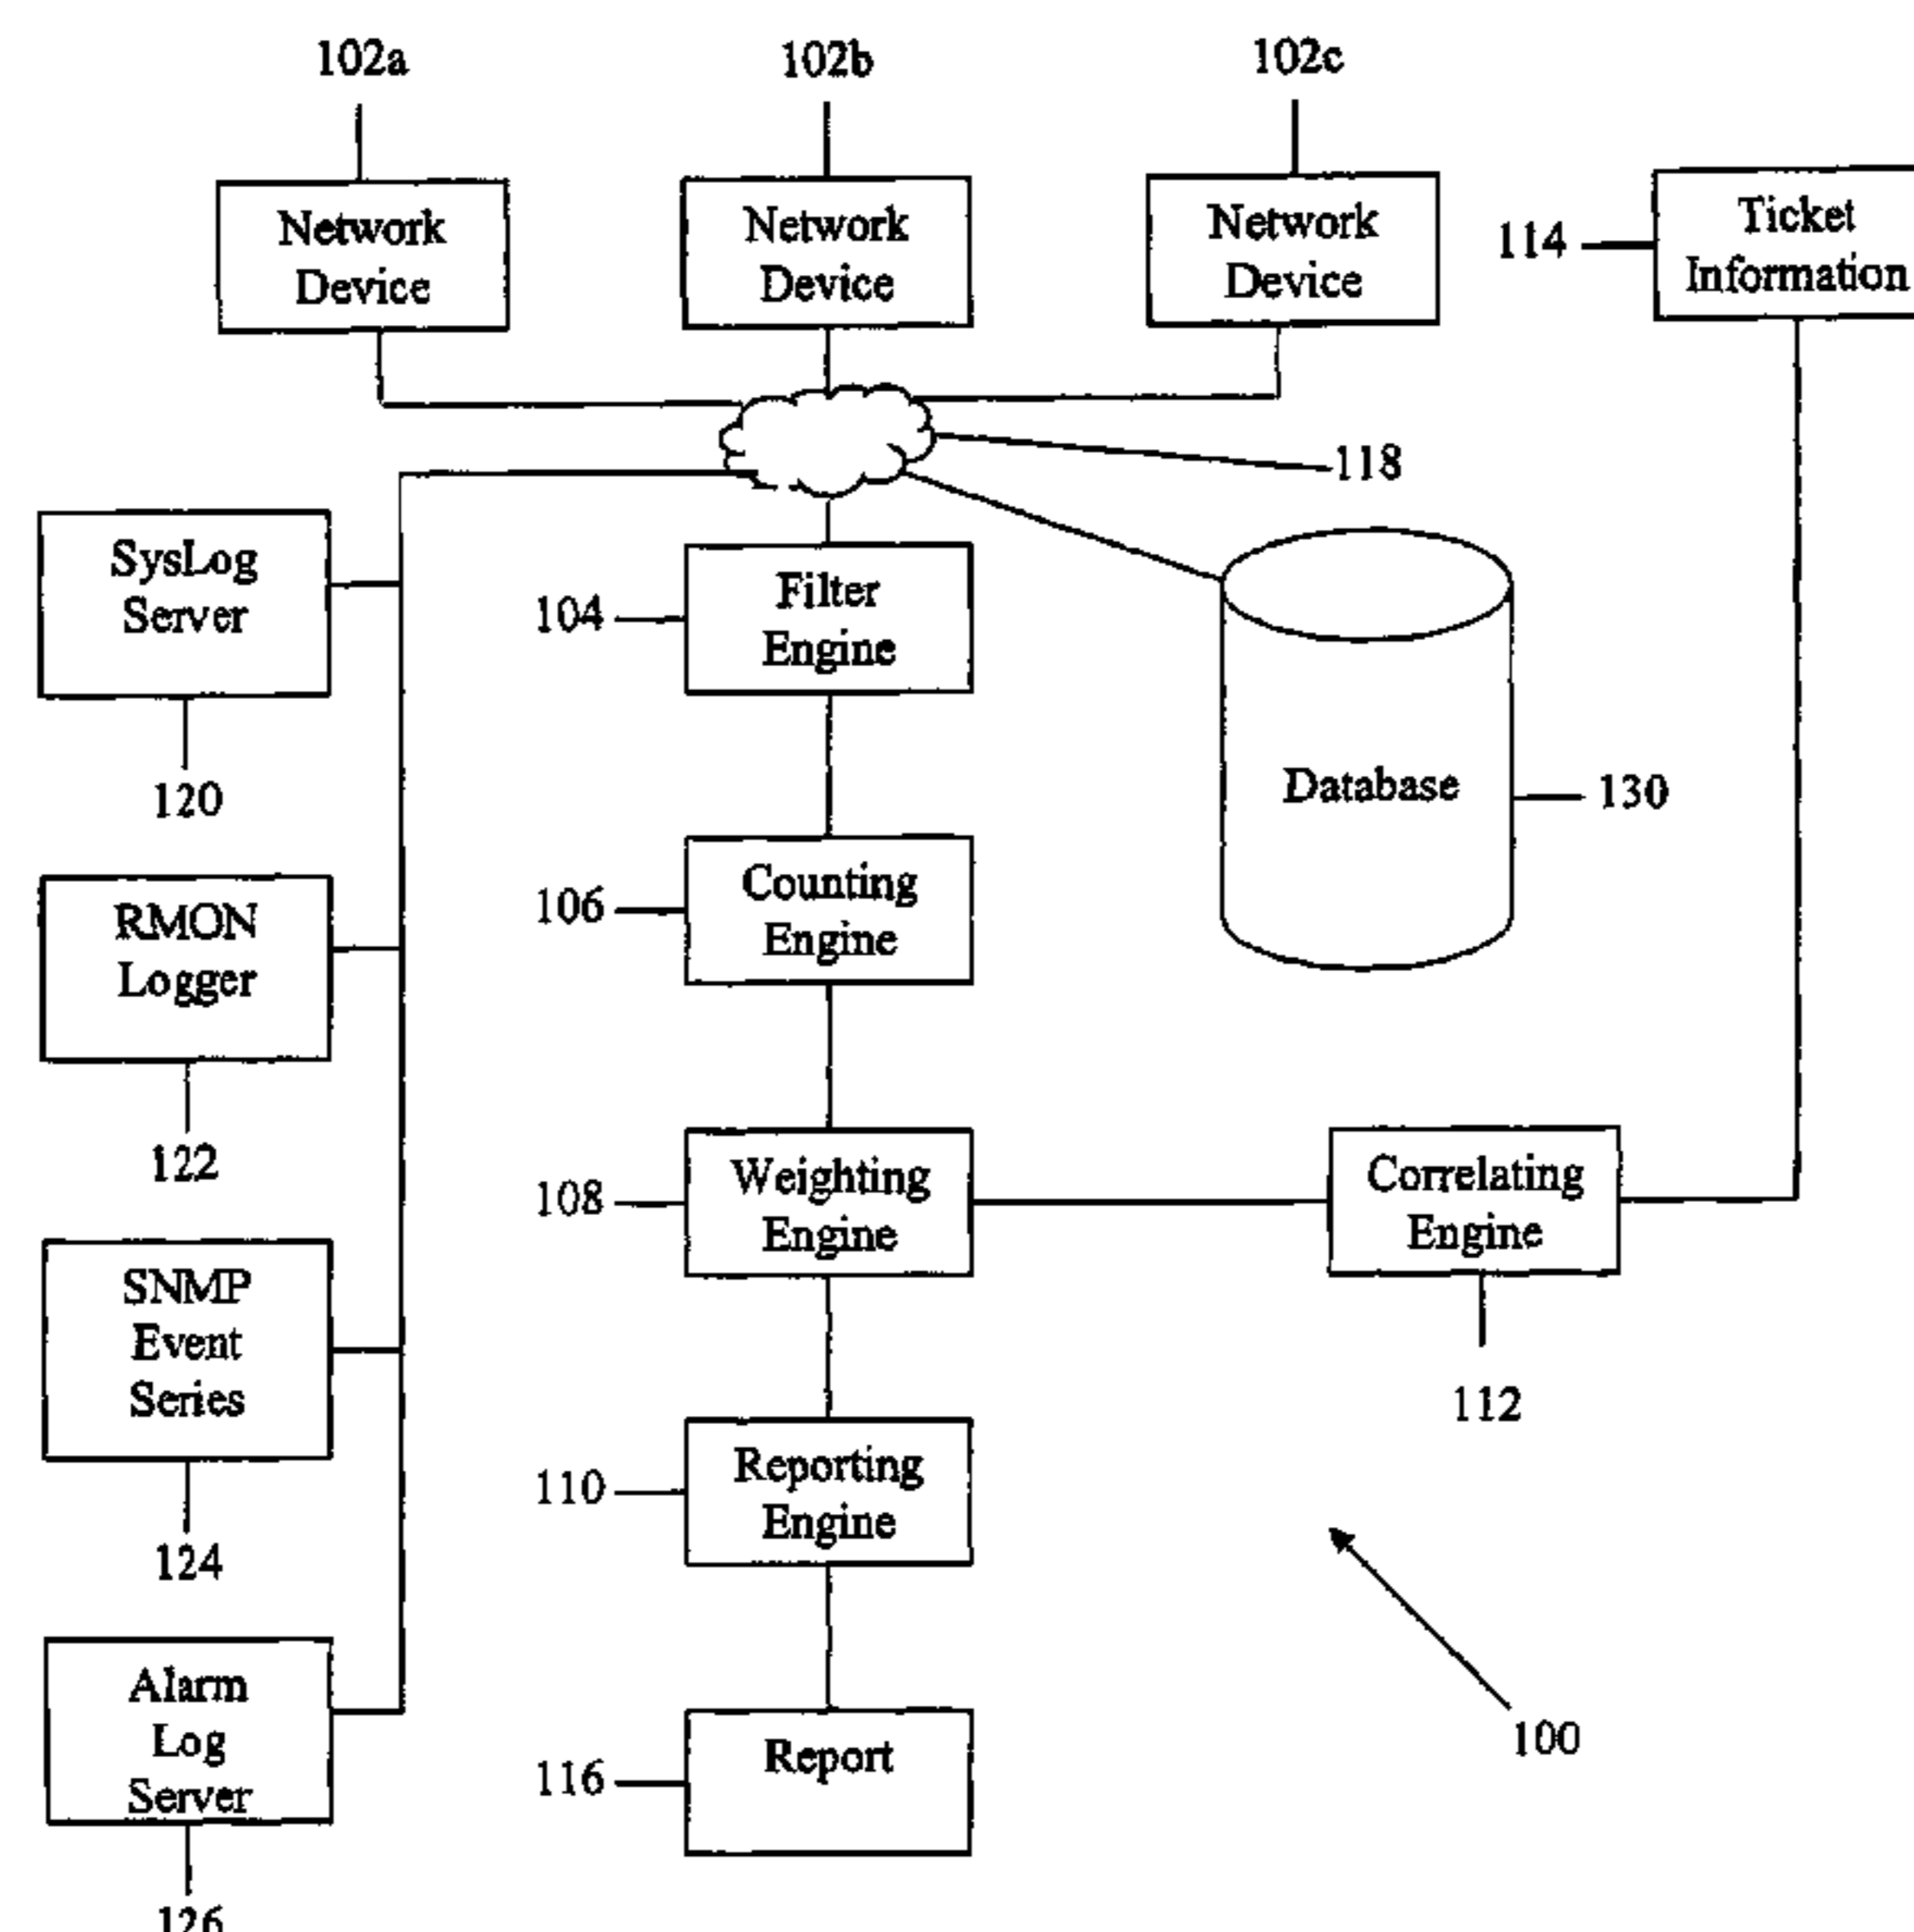 102a
102b
102c
Network
Device
Network
Device
Network
Device
114
Ticket
Information
118
SysLog
Server
120
104
Filter
Engine
Database
130
RMON
Logger
122
106
Counting
Engine
108
Weighting
Engine
Correlating
Engine
112
SNMP
Event
Series
124
110
Reporting
Engine
100
Alarm
Log
Server
126
116
Report